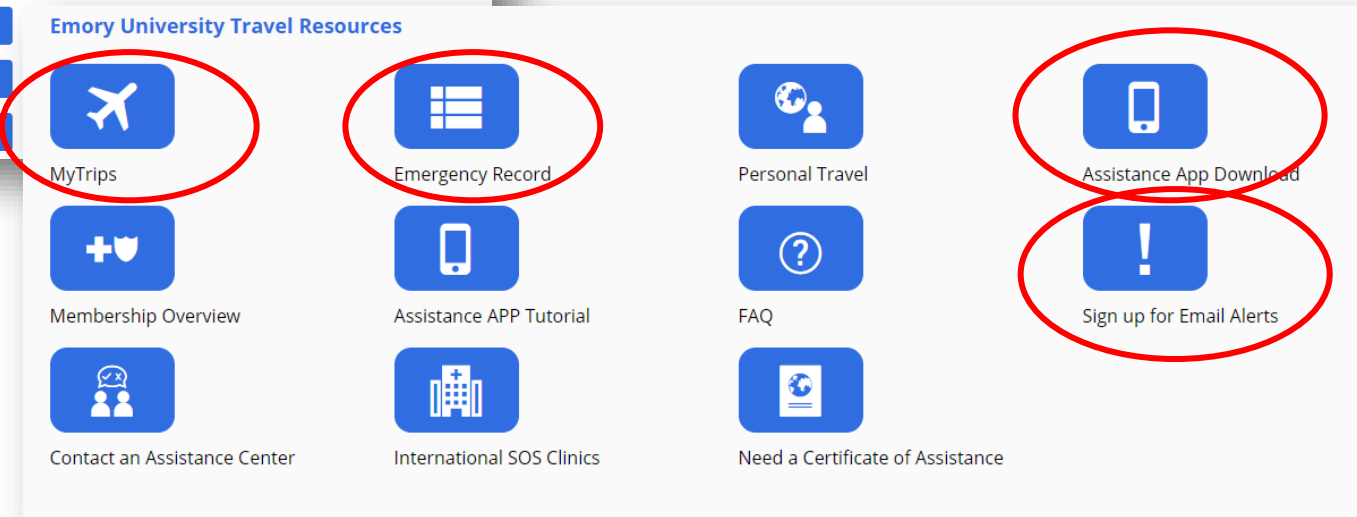 Emory University Travel Resources
MyTrips
Emergency Record
Personal Travel
Assistance App Download
Membership Overview
Assistance APP Tutorial
FAQ
Sign up for Email Alerts
Contact an Assistance Center
International SOS Clinics
Need a Certificate of Assistance